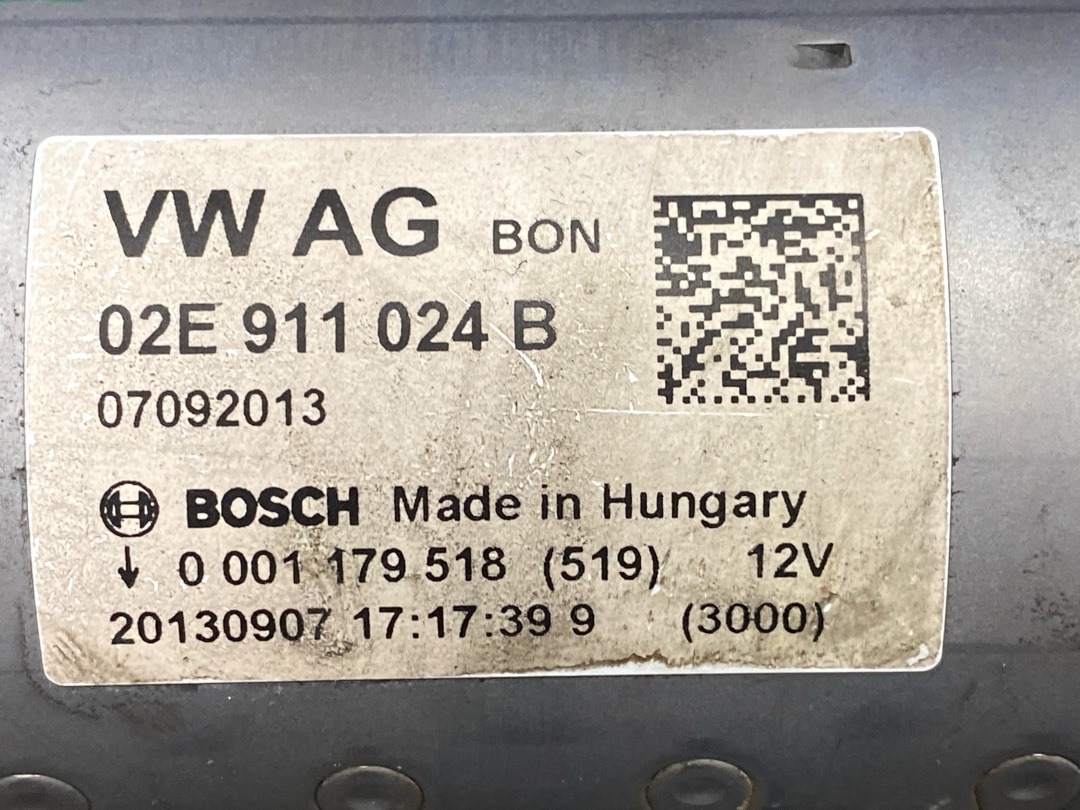 VW AG BON
02E 911 024 B
07092013
BOSCH Made in Hungary
↓ 0 001 179 518 (519) 12V
20130907 17:17:39 9 (3000)